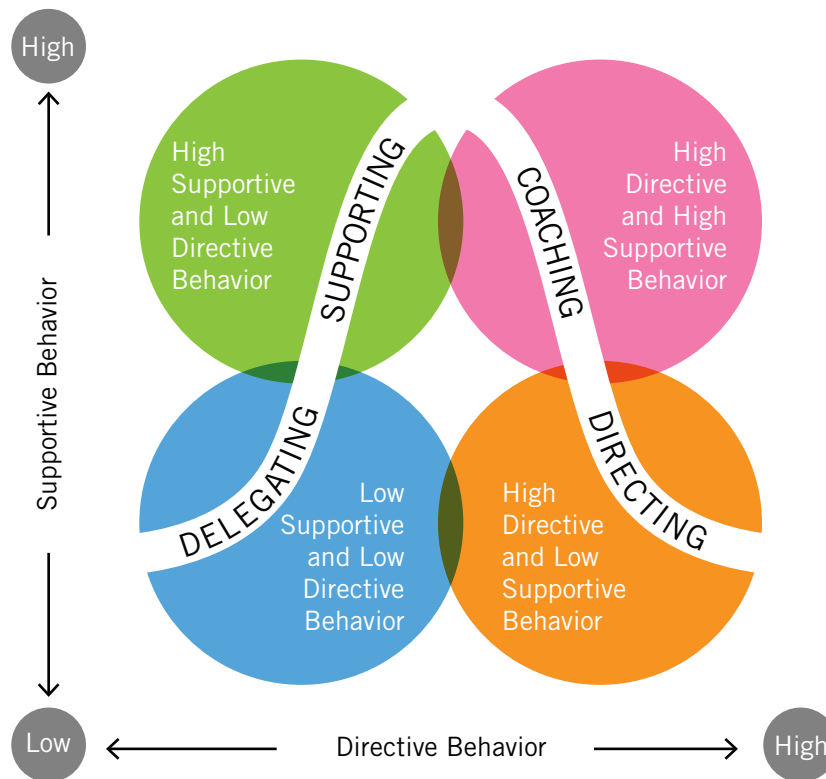 High
High
Supportive
and Low
Directive
Behavior
SUPPORTING
COACHING
High
Directive
and High
Supportive
Behavior
Supportive Behavior
DELEGATING
Low
Supportive
and Low
Directive
Behavior
High
Directive
and Low
Supportive
Behavior
DIRECTING
Low
Directive Behavior
High